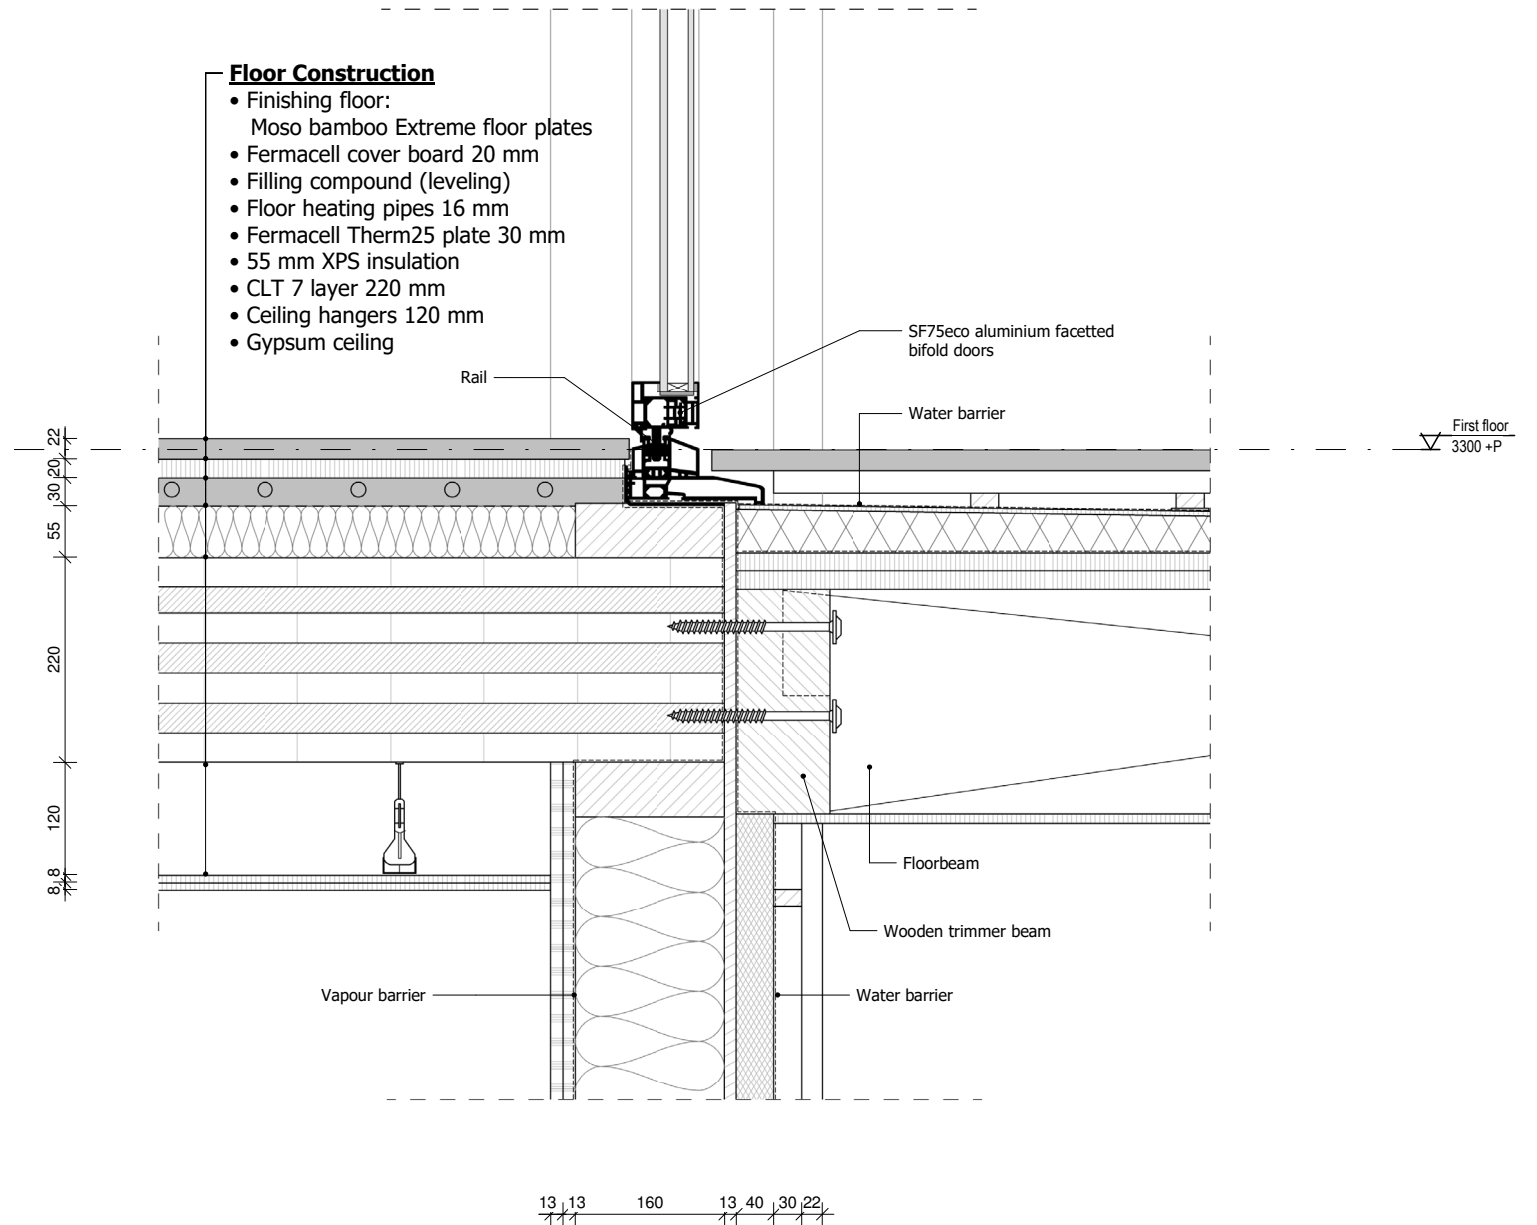 Floor Construction
• Finishing floor:
Moso bamboo Extreme floor plates
• Fermacell cover board 20 mm
• Filling compound (leveling)
• Floor heating pipes 16 mm
• Fermacell Therm25 plate 30 mm
• 55 mm XPS insulation
• CLT 7 layer 220 mm
• Ceiling hangers 120 mm
• Gypsum ceiling
SF75eco aluminium facetted
bifold doors
Rail
Water barrier
First floor
3300 +P
22
20
30
55
220
120
8
8
Floorbeam
Wooden trimmer beam
Vapour barrier
Water barrier
13 13 160 13 40 30 22